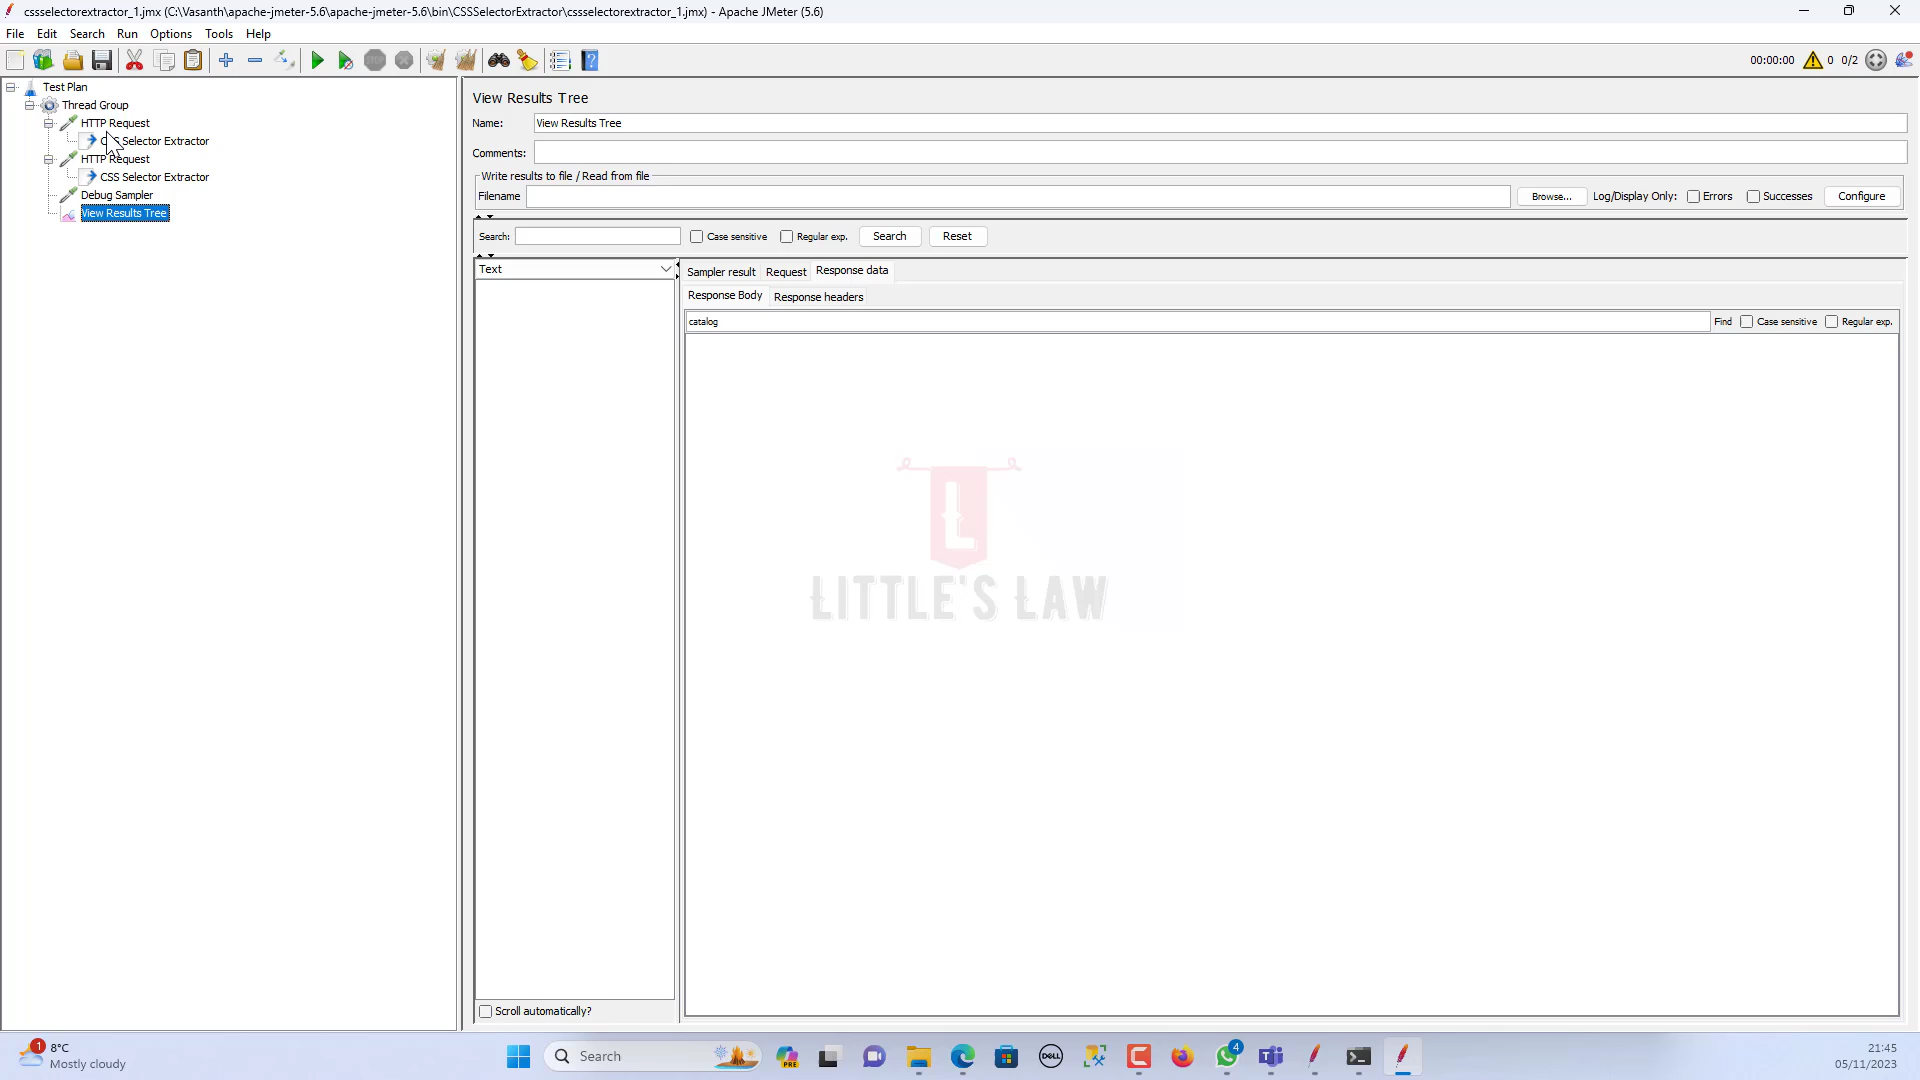 cssselectorextractor_1.jmx (C:\Vasanth\apache-jmeter-5.6\apache-jmeter-5.6\bin\CSSSelectorExtractor\cssselectorextractor_1.jmx) - Apache JMeter (5.6)
File Edit Search Run Options Tools Help
00:00:00 0 0/2
Test Plan
Thread Group
HTTP Request
CSS Selector Extractor
HTTP Request
CSS Selector Extractor
Debug Sampler
View Results Tree
View Results Tree
Name: View Results Tree
Comments:
Write results to file / Read from file
Filename Browse... Log/Display Only: Errors Successes Configure
Search: Case sensitive Regular exp. Search Reset
Text
Sampler result Request Response data
Response Body Response headers
catalog Find Case sensitive Regular exp.
L
LITTLE'S LAW
Scroll automatically?
1 8°C
Mostly cloudy
Search
PRE
DELL
4
21:45
05/11/2023